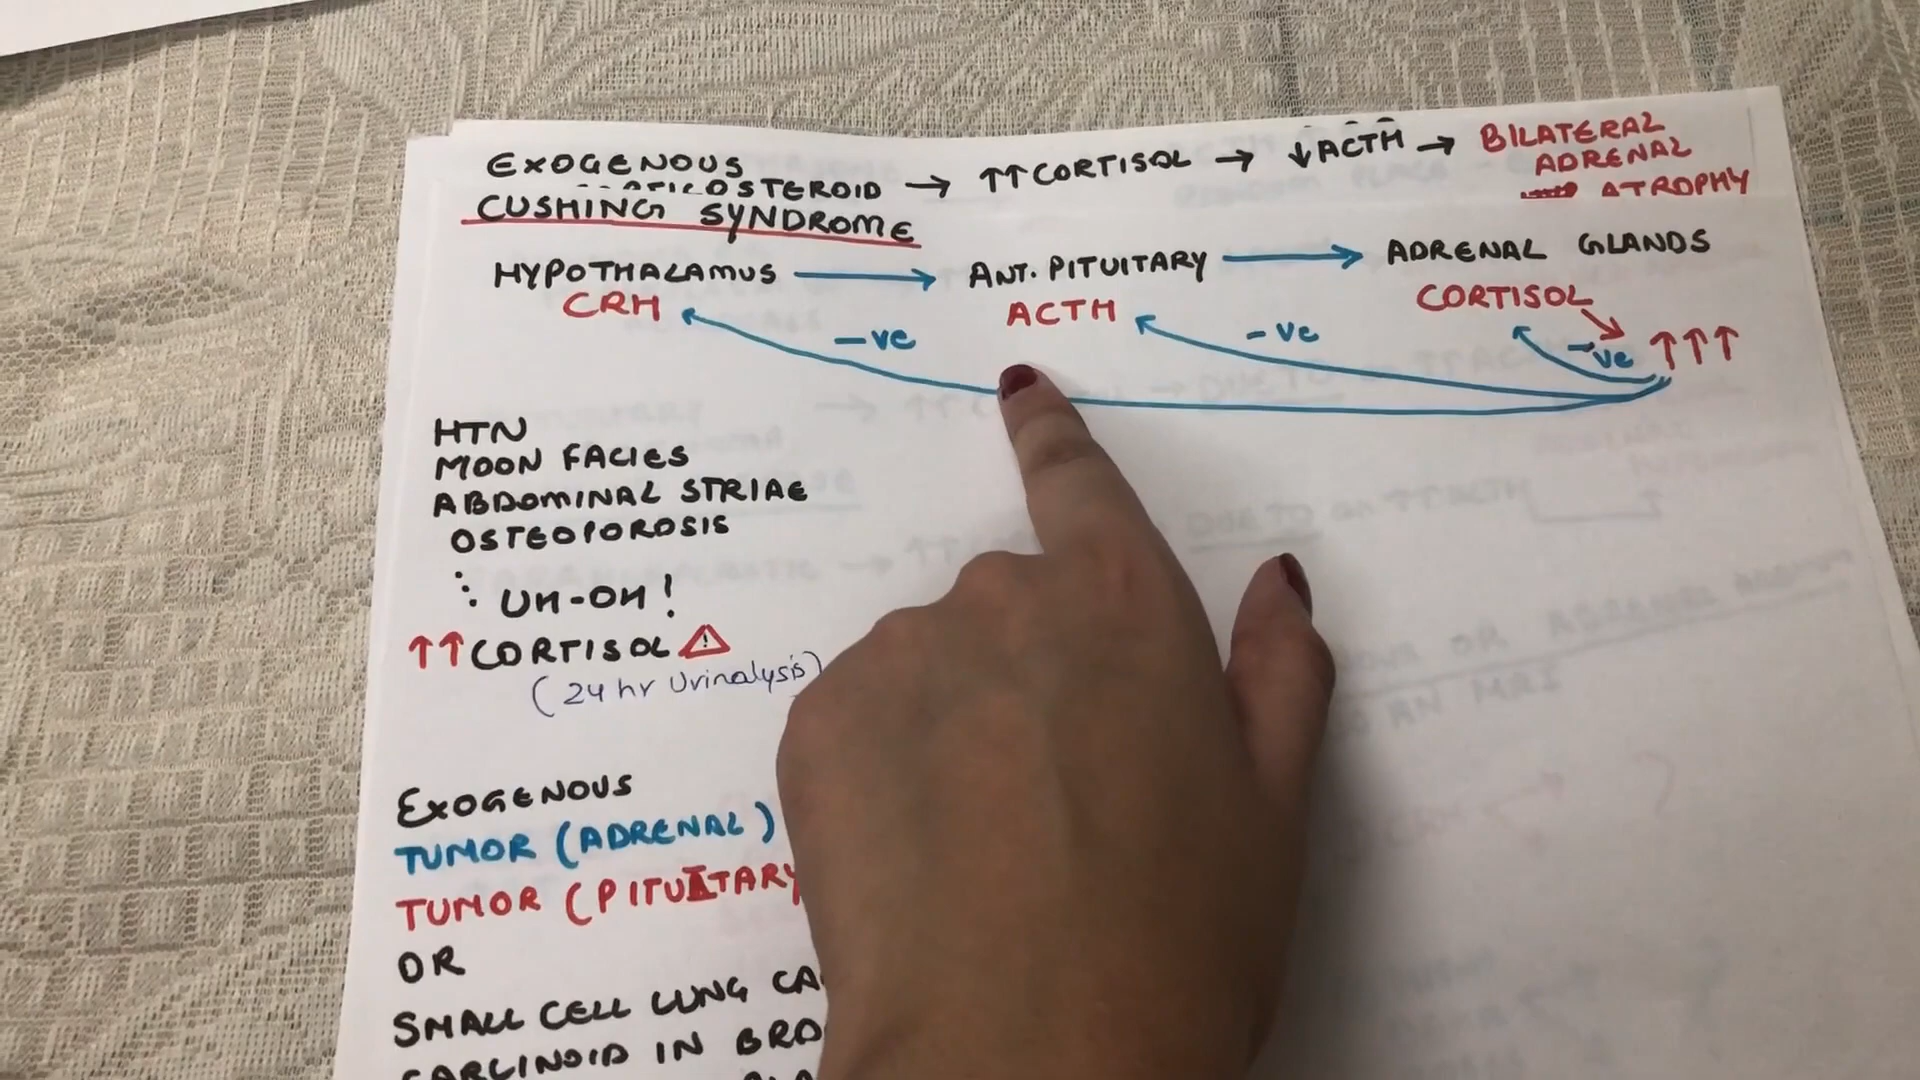 EXOGENOUS
OSTEROID → ↑↑ CORTISOL → ↓ ACTH → BILATERAL
ADRENAL
ATROPHY
CUSHING SYNDROME
HYPOTHALAMUS → ANT. PITUITARY → ADRENAL GLANDS
CRH ACTH CORTISOL
-ve -ve -ve ↑↑↑
HTN
MOON FACIES
ABDOMINAL STRIAE
OSTEOPOROSIS
UH-OH!
↑↑ CORTISOL ⚠
(24 hr Urinalysis)
EXOGENOUS
TUMOR (ADRENAL)
TUMOR (PITUITARY
OR
SMALL CELL LUNG CA
CARCINOID IN BRO